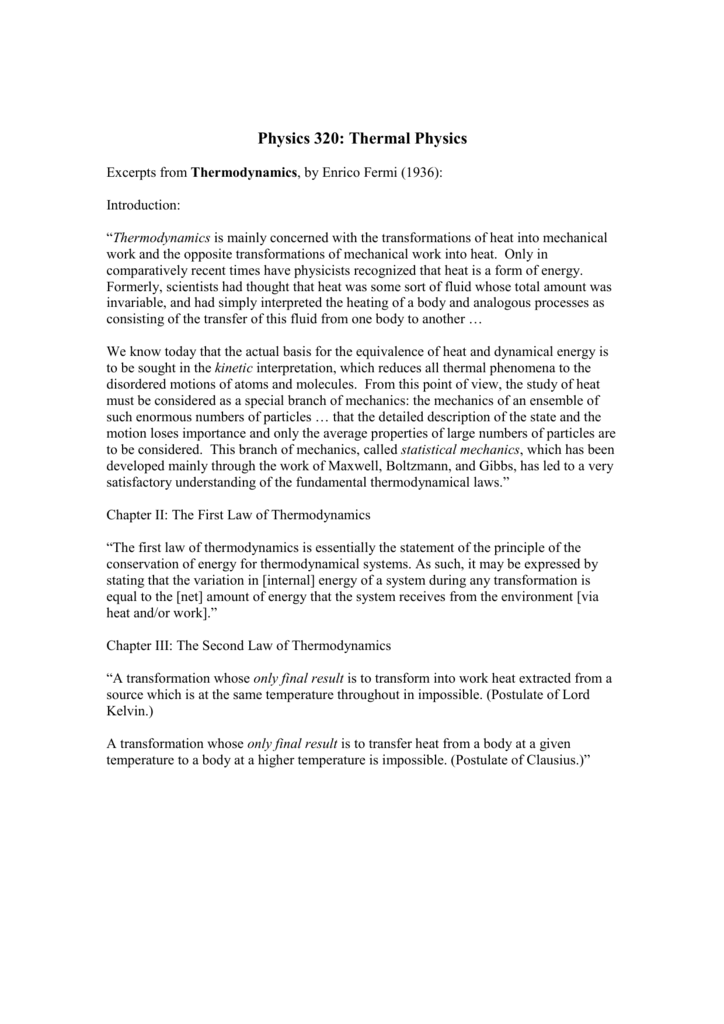 Physics 320: Thermal Physics
Excerpts from Thermodynamics, by Enrico Fermi (1936):
Introduction:
“Thermodynamics is mainly concerned with the transformations of heat into mechanical
work and the opposite transformations of mechanical work into heat.  Only in
comparatively recent times have physicists recognized that heat is a form of energy.
Formerly, scientists had thought that heat was some sort of fluid whose total amount was
invariable, and had simply interpreted the heating of a body and analogous processes as
consisting of the transfer of this fluid from one body to another …
We know today that the actual basis for the equivalence of heat and dynamical energy is
to be sought in the kinetic interpretation, which reduces all thermal phenomena to the
disordered motions of atoms and molecules.  From this point of view, the study of heat
must be considered as a special branch of mechanics: the mechanics of an ensemble of
such enormous numbers of particles … that the detailed description of the state and the
motion loses importance and only the average properties of large numbers of particles are
to be considered.  This branch of mechanics, called statistical mechanics, which has been
developed mainly through the work of Maxwell, Boltzmann, and Gibbs, has led to a very
satisfactory understanding of the fundamental thermodynamical laws.”
Chapter II: The First Law of Thermodynamics
“The first law of thermodynamics is essentially the statement of the principle of the
conservation of energy for thermodynamical systems. As such, it may be expressed by
stating that the variation in [internal] energy of a system during any transformation is
equal to the [net] amount of energy that the system receives from the environment [via
heat and/or work].”
Chapter III: The Second Law of Thermodynamics
“A transformation whose only final result is to transform into work heat extracted from a
source which is at the same temperature throughout in impossible. (Postulate of Lord
Kelvin.)
A transformation whose only final result is to transfer heat from a body at a given
temperature to a body at a higher temperature is impossible. (Postulate of Clausius.)”